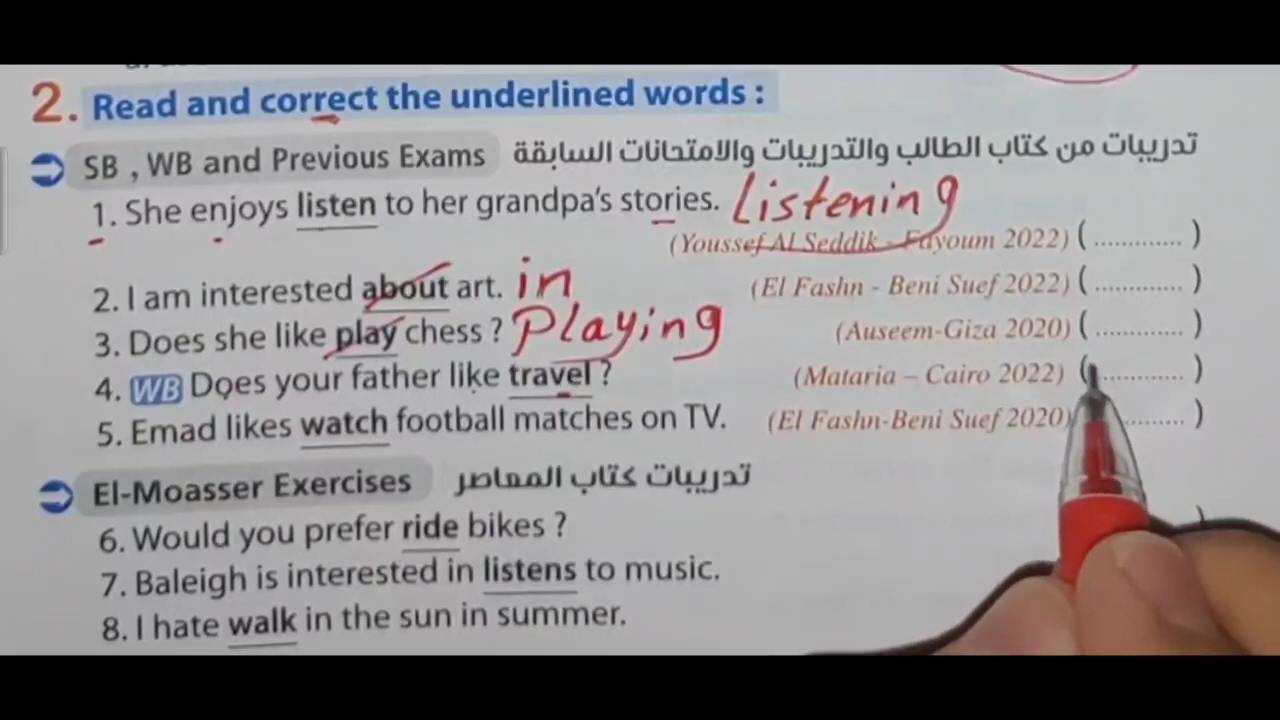 2. Read and correct the underlined words :
SB , WB and Previous Exams تدريبات من كتاب الطالب والتدريبات والامتحانات السابقة
1. She enjoys listen to her grandpa's stories. Listening
(Youssef AL Seddik - Fayoum 2022) (.............)
2. I am interested about art. in (El Fashn - Beni Suef 2022) (.............)
3. Does she like play chess ? Playing (Auseem-Giza 2020) (.............)
4. WB Does your father like travel ? (Mataria – Cairo 2022) (.............)
5. Emad likes watch football matches on TV. (El Fashn-Beni Suef 2020) .........)
El-Moasser Exercises تدريبات كتاب المعاصر
6. Would you prefer ride bikes ?
7. Baleigh is interested in listens to music.
8. I hate walk in the sun in summer.